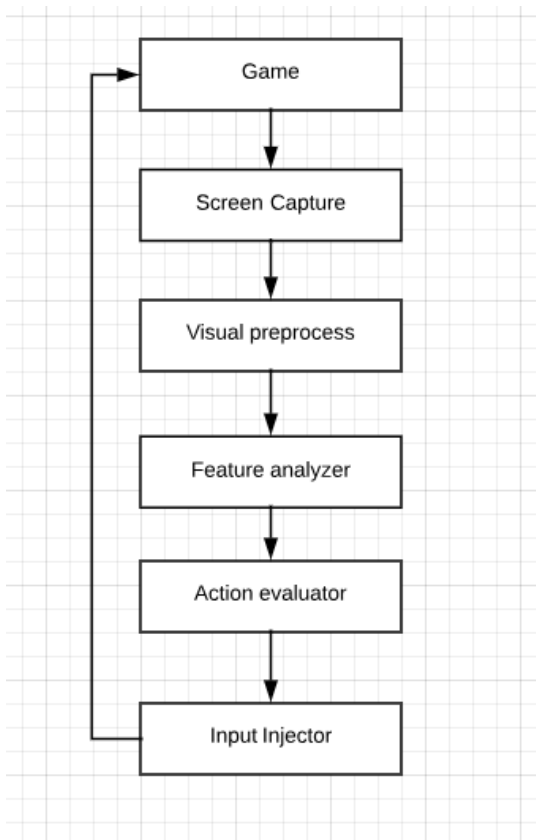 Game
Screen Capture
Visual preprocess
Feature analyzer
Action evaluator
Input Injector